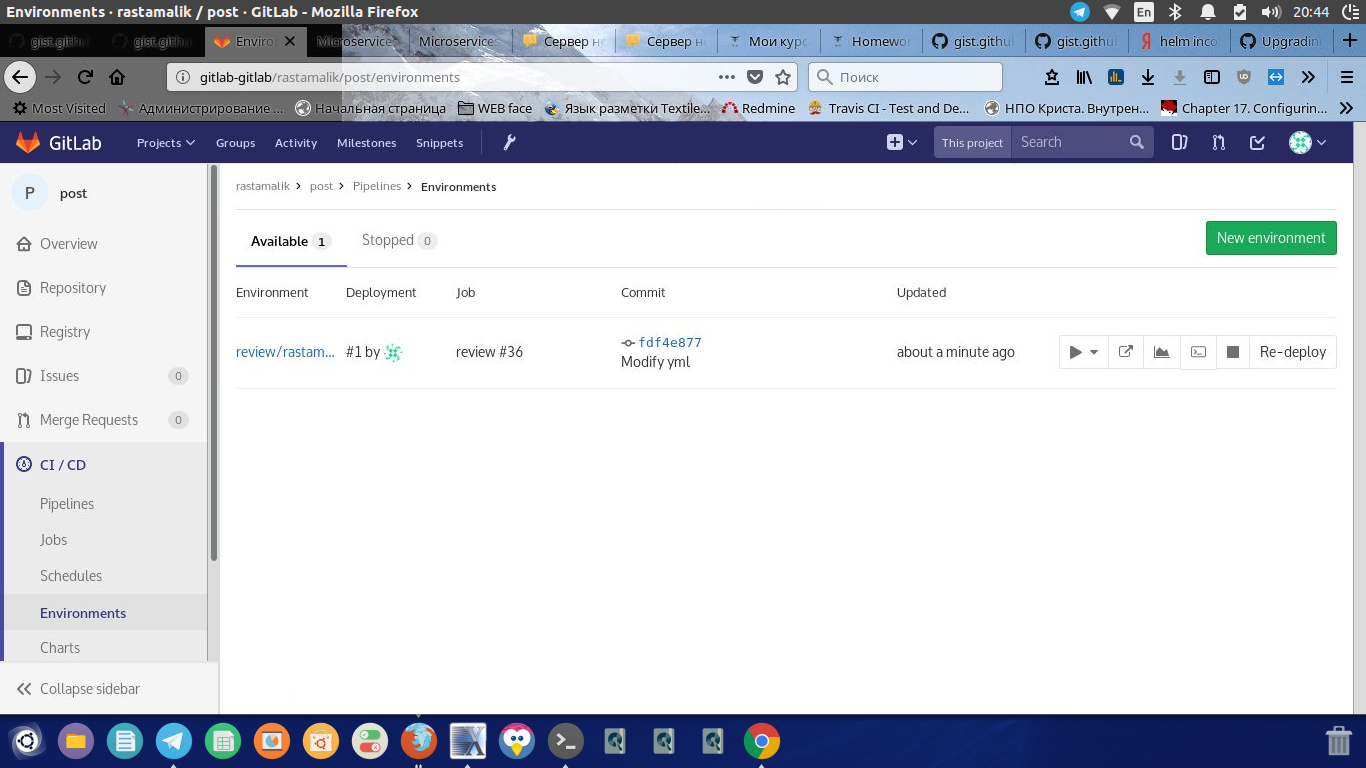 Environments · rastamalik / post · GitLab - Mozilla Firefox
En
20:44
gist.githu
gist.githu
Environ
Microservice
Microservices
Сервер не
Сервер не
Мои курс
Homewor
gist.githu
gist.githu
helm inco
Upgradin
gitlab-gitlab/rastamalik/post/environments
Поиск
Most Visited
Администрирование ...
Начальная страница
WEB face
Язык разметки Textile...
Redmine
Travis CI - Test and De...
НПО Криста. Внутрен...
Chapter 17. Configurin...
GitLab
Projects
Groups
Activity
Milestones
Snippets
This project
Search
P
post
Overview
Repository
Registry
Issues
0
Merge Requests
0
CI / CD
Pipelines
Jobs
Schedules
Environments
Charts
Collapse sidebar
rastamalik > post > Pipelines > Environments
Available 1
Stopped 0
New environment
Environment
Deployment
Job
Commit
Updated
review/rastam...
#1 by
review #36
fdf4e877
Modify yml
about a minute ago
Re-deploy